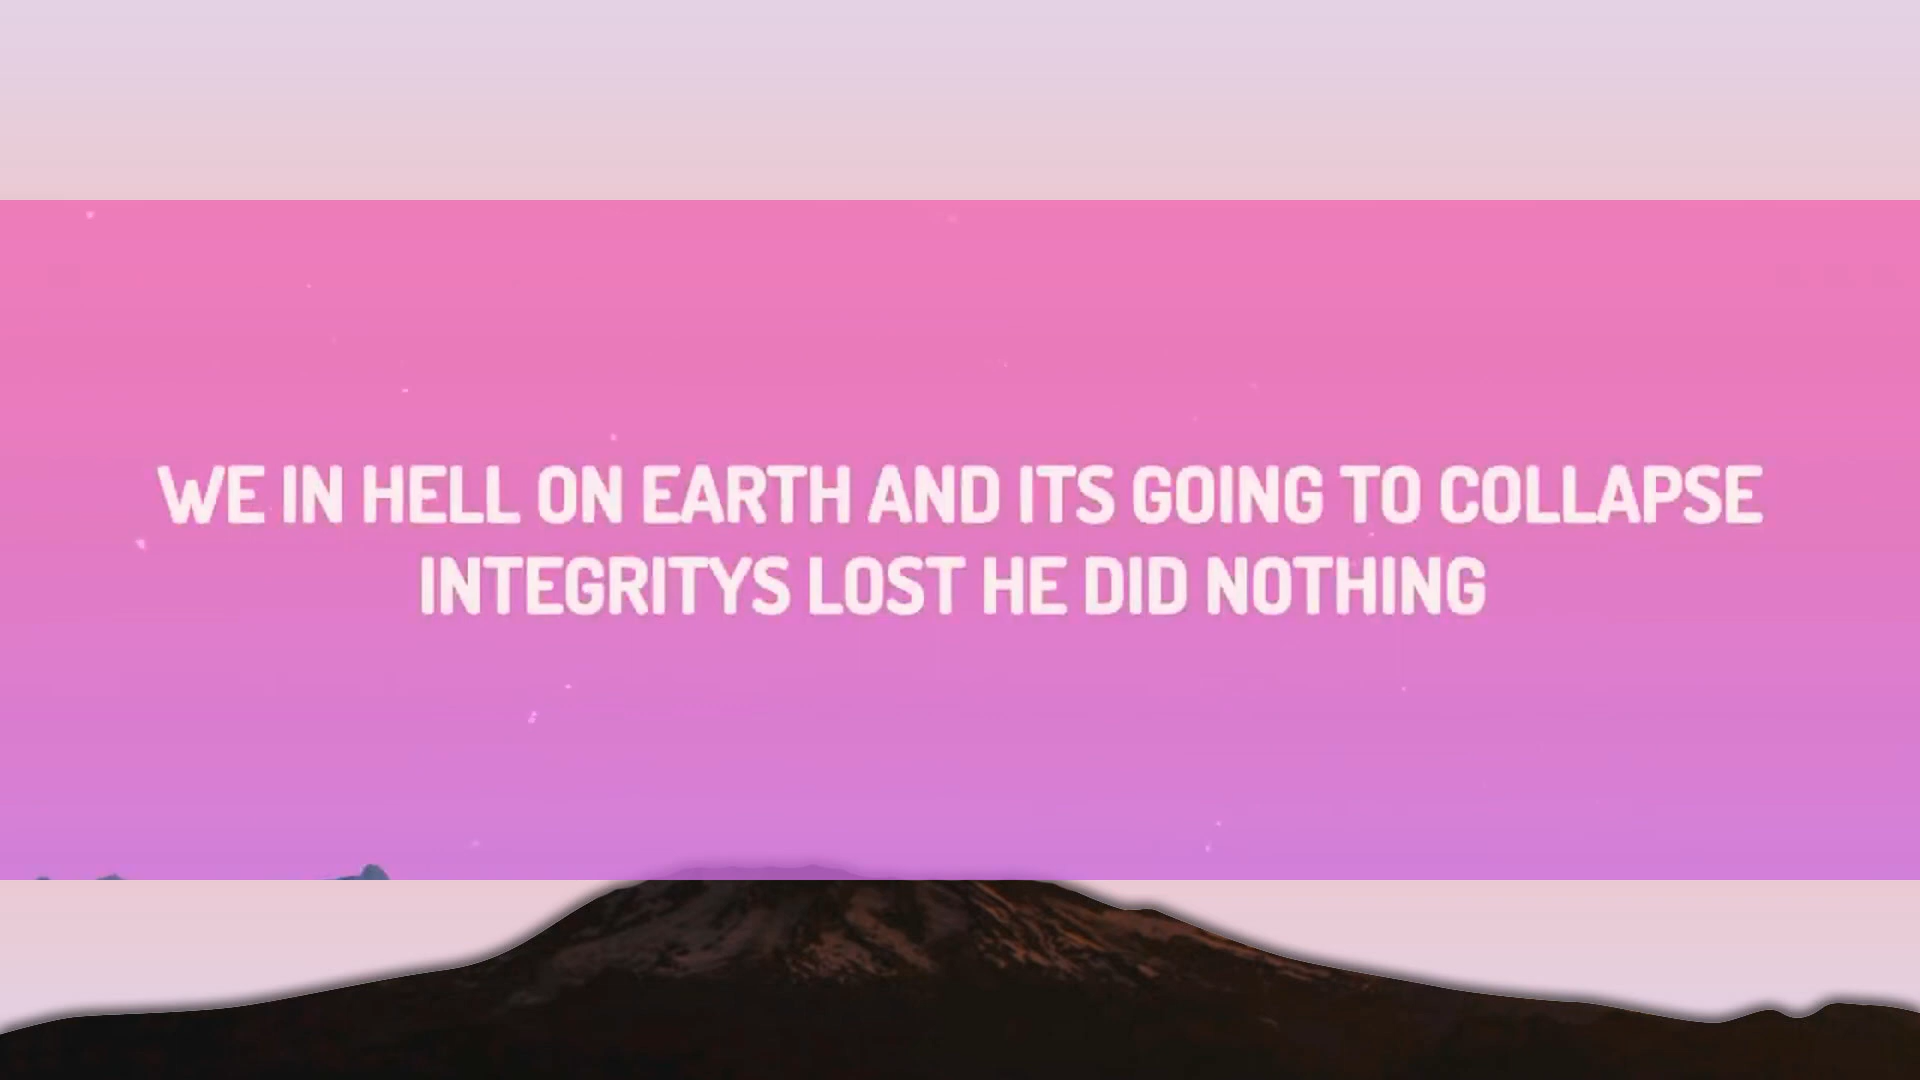 WE IN HELL ON EARTH AND ITS GOING TO COLLAPSE
INTEGRITYS LOST HE DID NOTHING